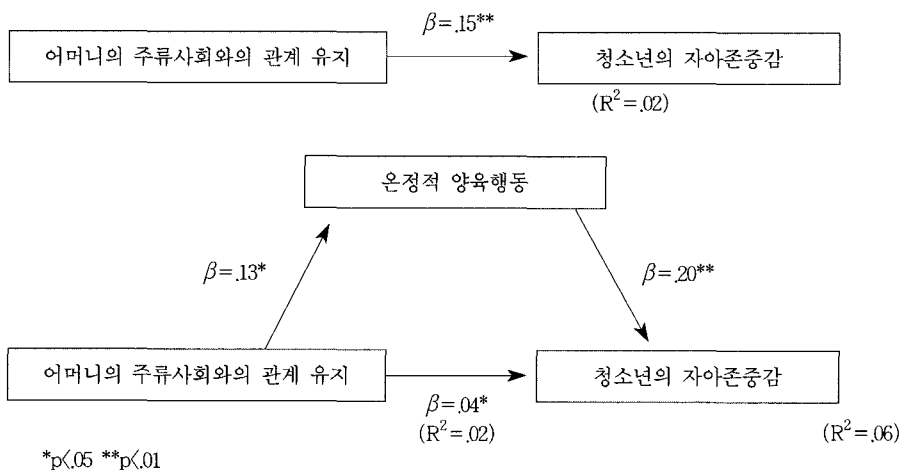 β=.15**
어머니의 주류사회와의 관계 유지
청소년의 자아존중감
(R²=.02)
온정적 양육행동
β=.13*
β=.20**
어머니의 주류사회와의 관계 유지
청소년의 자아존중감
β=.04*
(R²=.02)
(R²=.06)
*p<.05 **p<.01